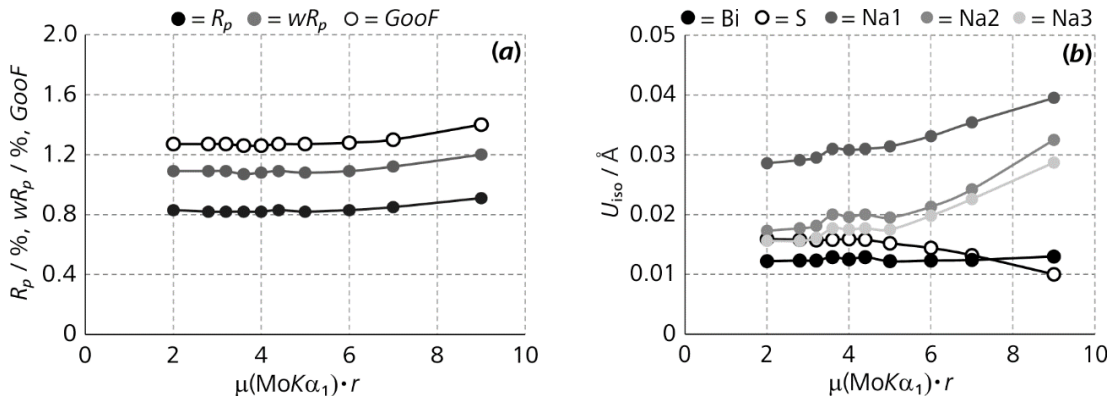 ● = Rₚ ● = wRₚ ○ = GooF
(a)
Rₚ / %, wRₚ / %, GooF
2.0
1.6
1.2
0.8
0.4
0
0 2 4 6 8 10
μ(MoKα₁)·r
● = Bi ○ = S ● = Na1 ● = Na2 ● = Na3
(b)
U_iso / Å
0.05
0.04
0.03
0.02
0.01
0
0 2 4 6 8 10
μ(MoKα₁)·r